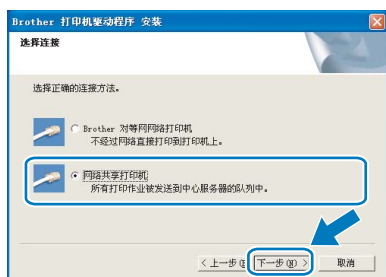 Brother 打印机驱动程序 安装
选择连接
选择正确的连接方法。
Brother 对等网网络打印机
不经过网络直接打印到打印机上。
网络共享打印机
所有打印作业被发送到中心服务器的队列中。
< 上一步(B) 下一步(N) > 取消